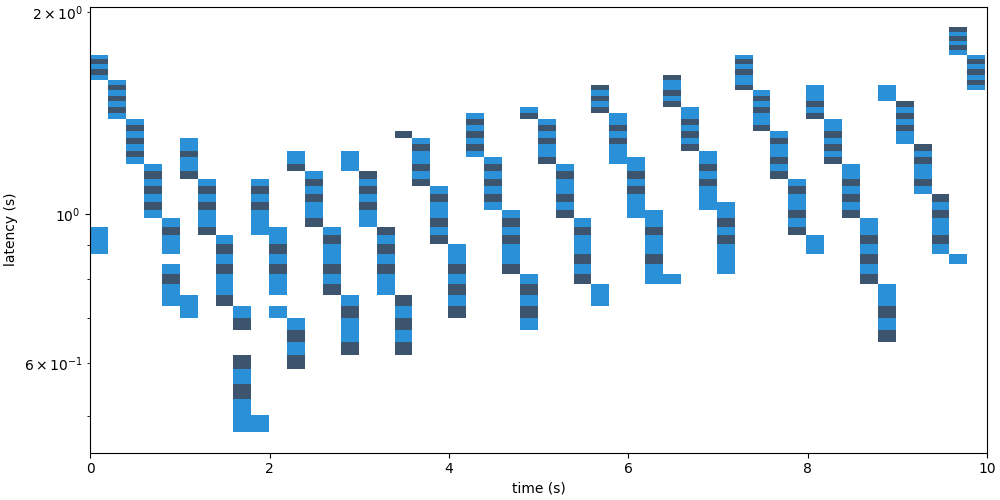 2 × 10⁰
10⁰
6 × 10⁻¹
latency (s)
0 2 4 6 8 10
time (s)